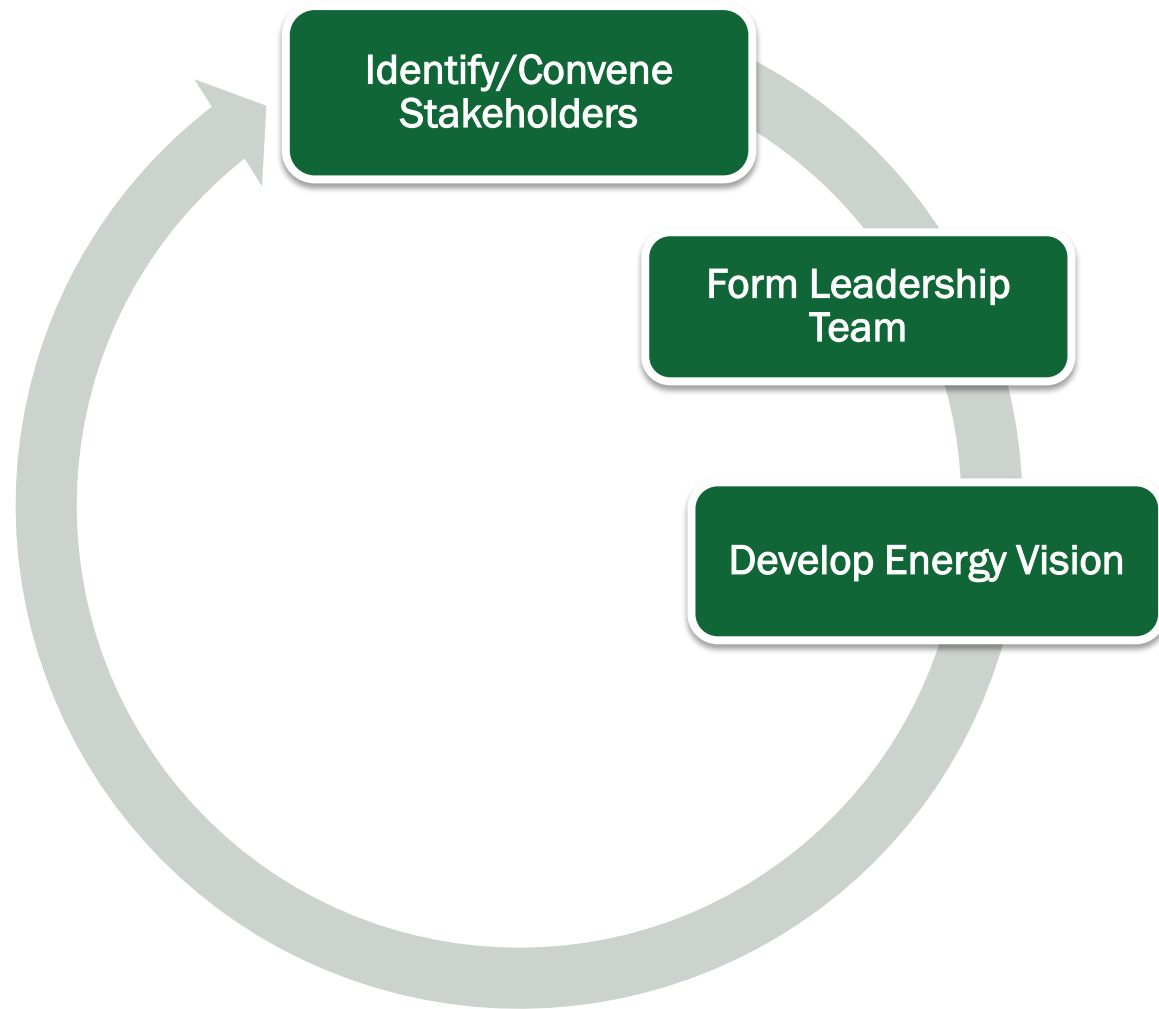 Identify/Convene
Stakeholders
Form Leadership
Team
Develop Energy Vision